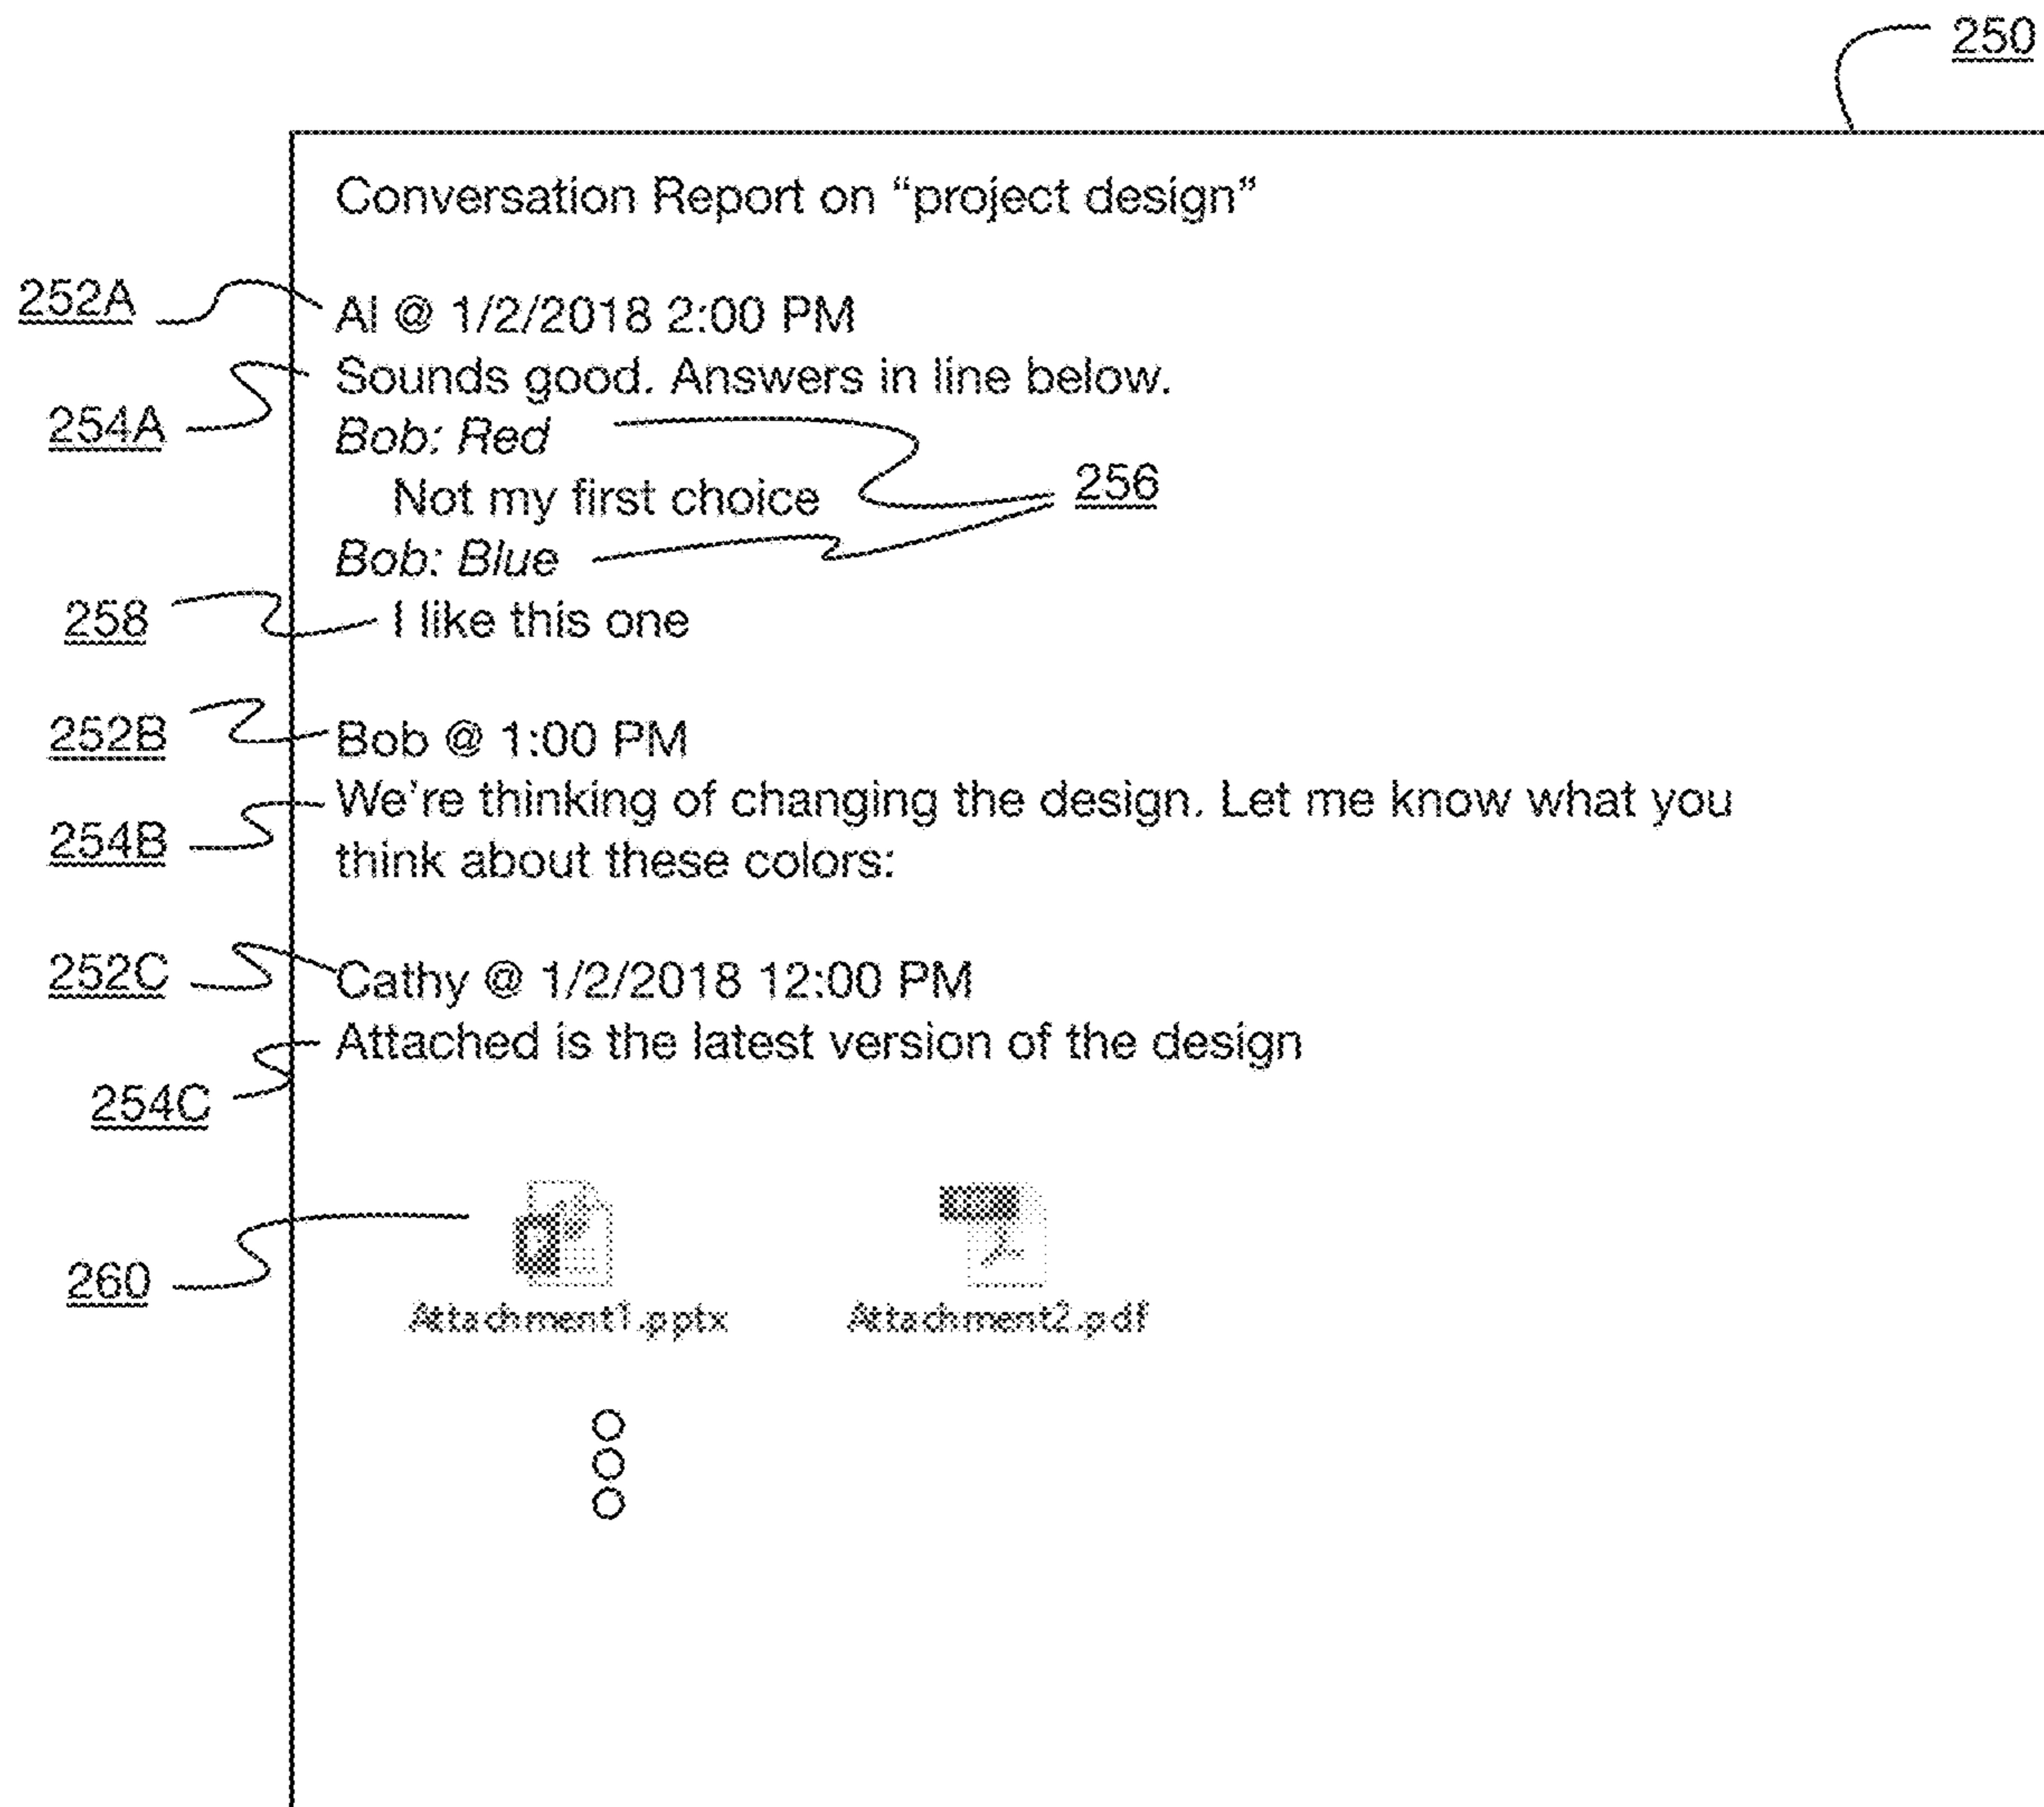 250
Conversation Report on “project design”
252A
Al @ 1/2/2018 2:00 PM
Sounds good. Answers in line below.
254A
Bob: Red
Not my first choice
256
Bob: Blue
258
I like this one
252B
Bob @ 1:00 PM
We’re thinking of changing the design. Let me know what you
254B
think about these colors:
252C
Cathy @ 1/2/2018 12:00 PM
Attached is the latest version of the design
254C
260
Attachment1.pptx
Attachment2.pdf